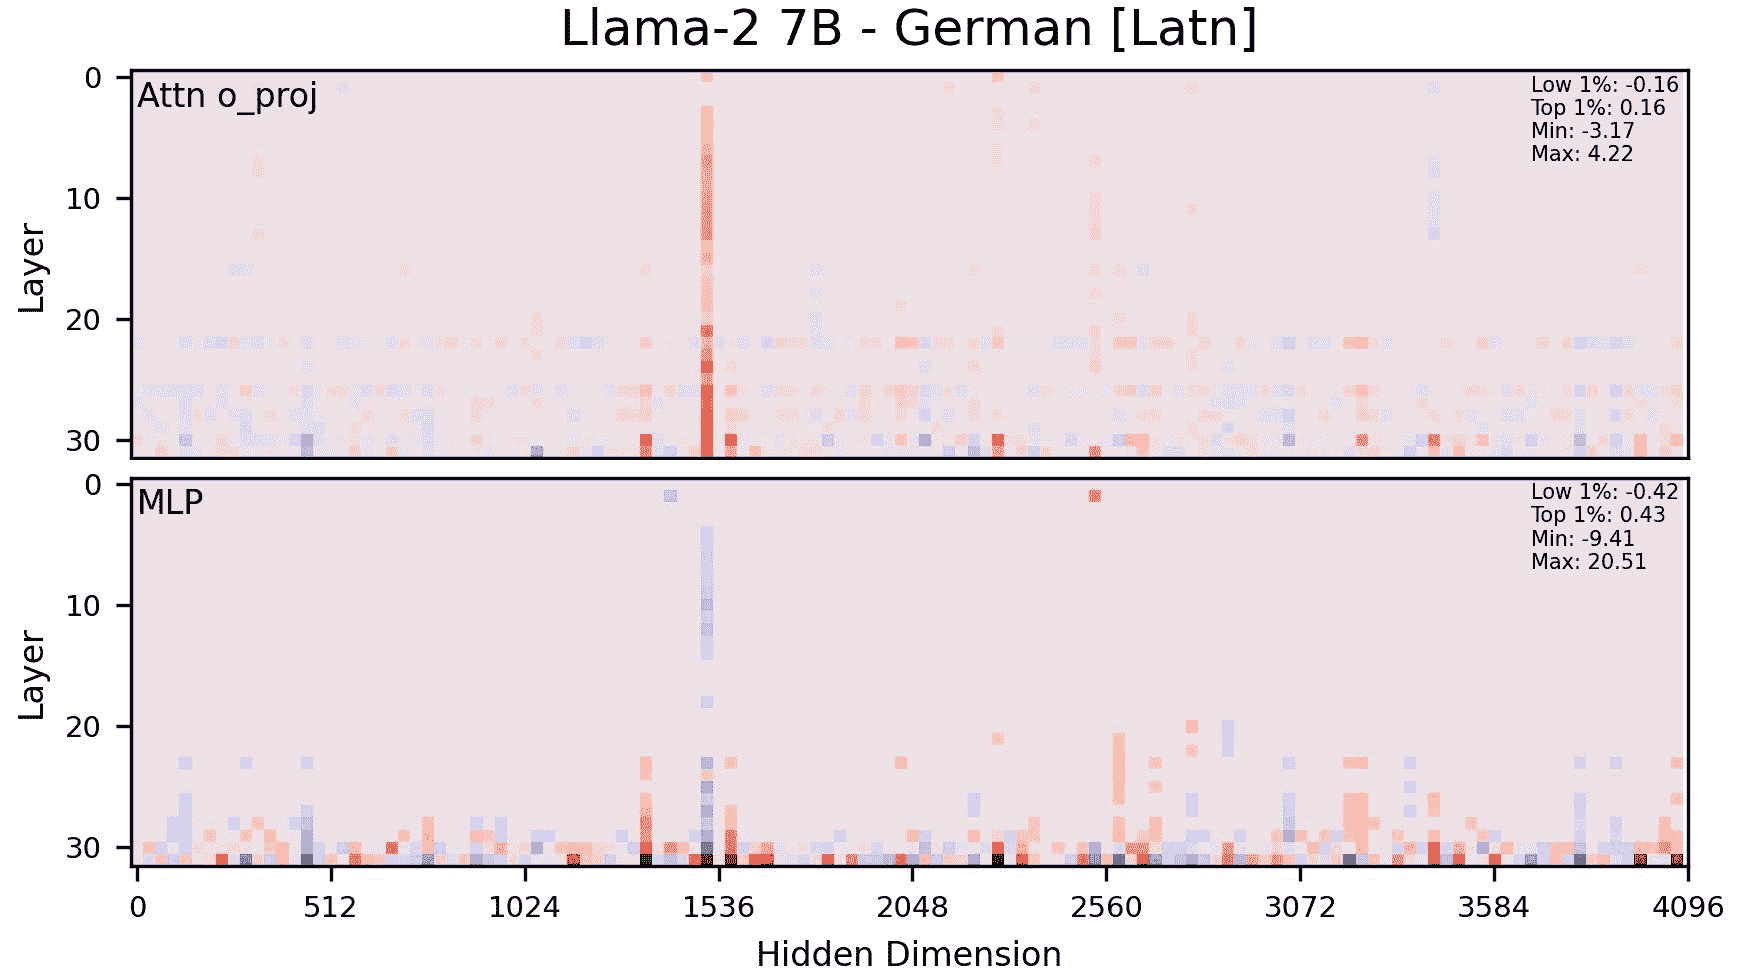 Llama-2 7B - German [Latn]
Attn o_proj
Low 1%: -0.16
Top 1%: 0.16
Min: -3.17
Max: 4.22
0
10
20
30
Layer
MLP
Low 1%: -0.42
Top 1%: 0.43
Min: -9.41
Max: 20.51
0
10
20
30
Layer
0 512 1024 1536 2048 2560 3072 3584 4096
Hidden Dimension